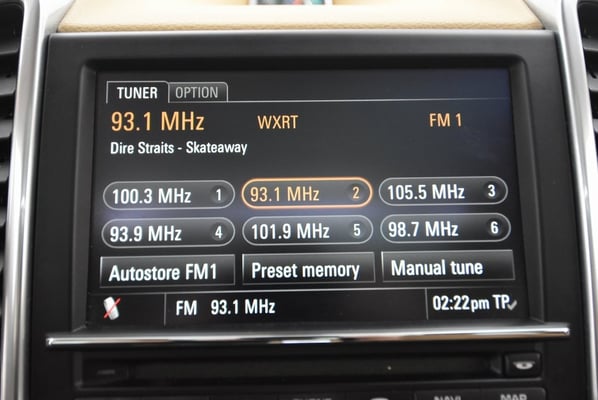 TUNER OPTION
93.1 MHz WXRT FM 1
Dire Straits - Skateaway
100.3 MHz 1 93.1 MHz 2 105.5 MHz 3
93.9 MHz 4 101.9 MHz 5 98.7 MHz 6
Autostore FM1 Preset memory Manual tune
FM 93.1 MHz 02:22pm TP
NAVI MAP